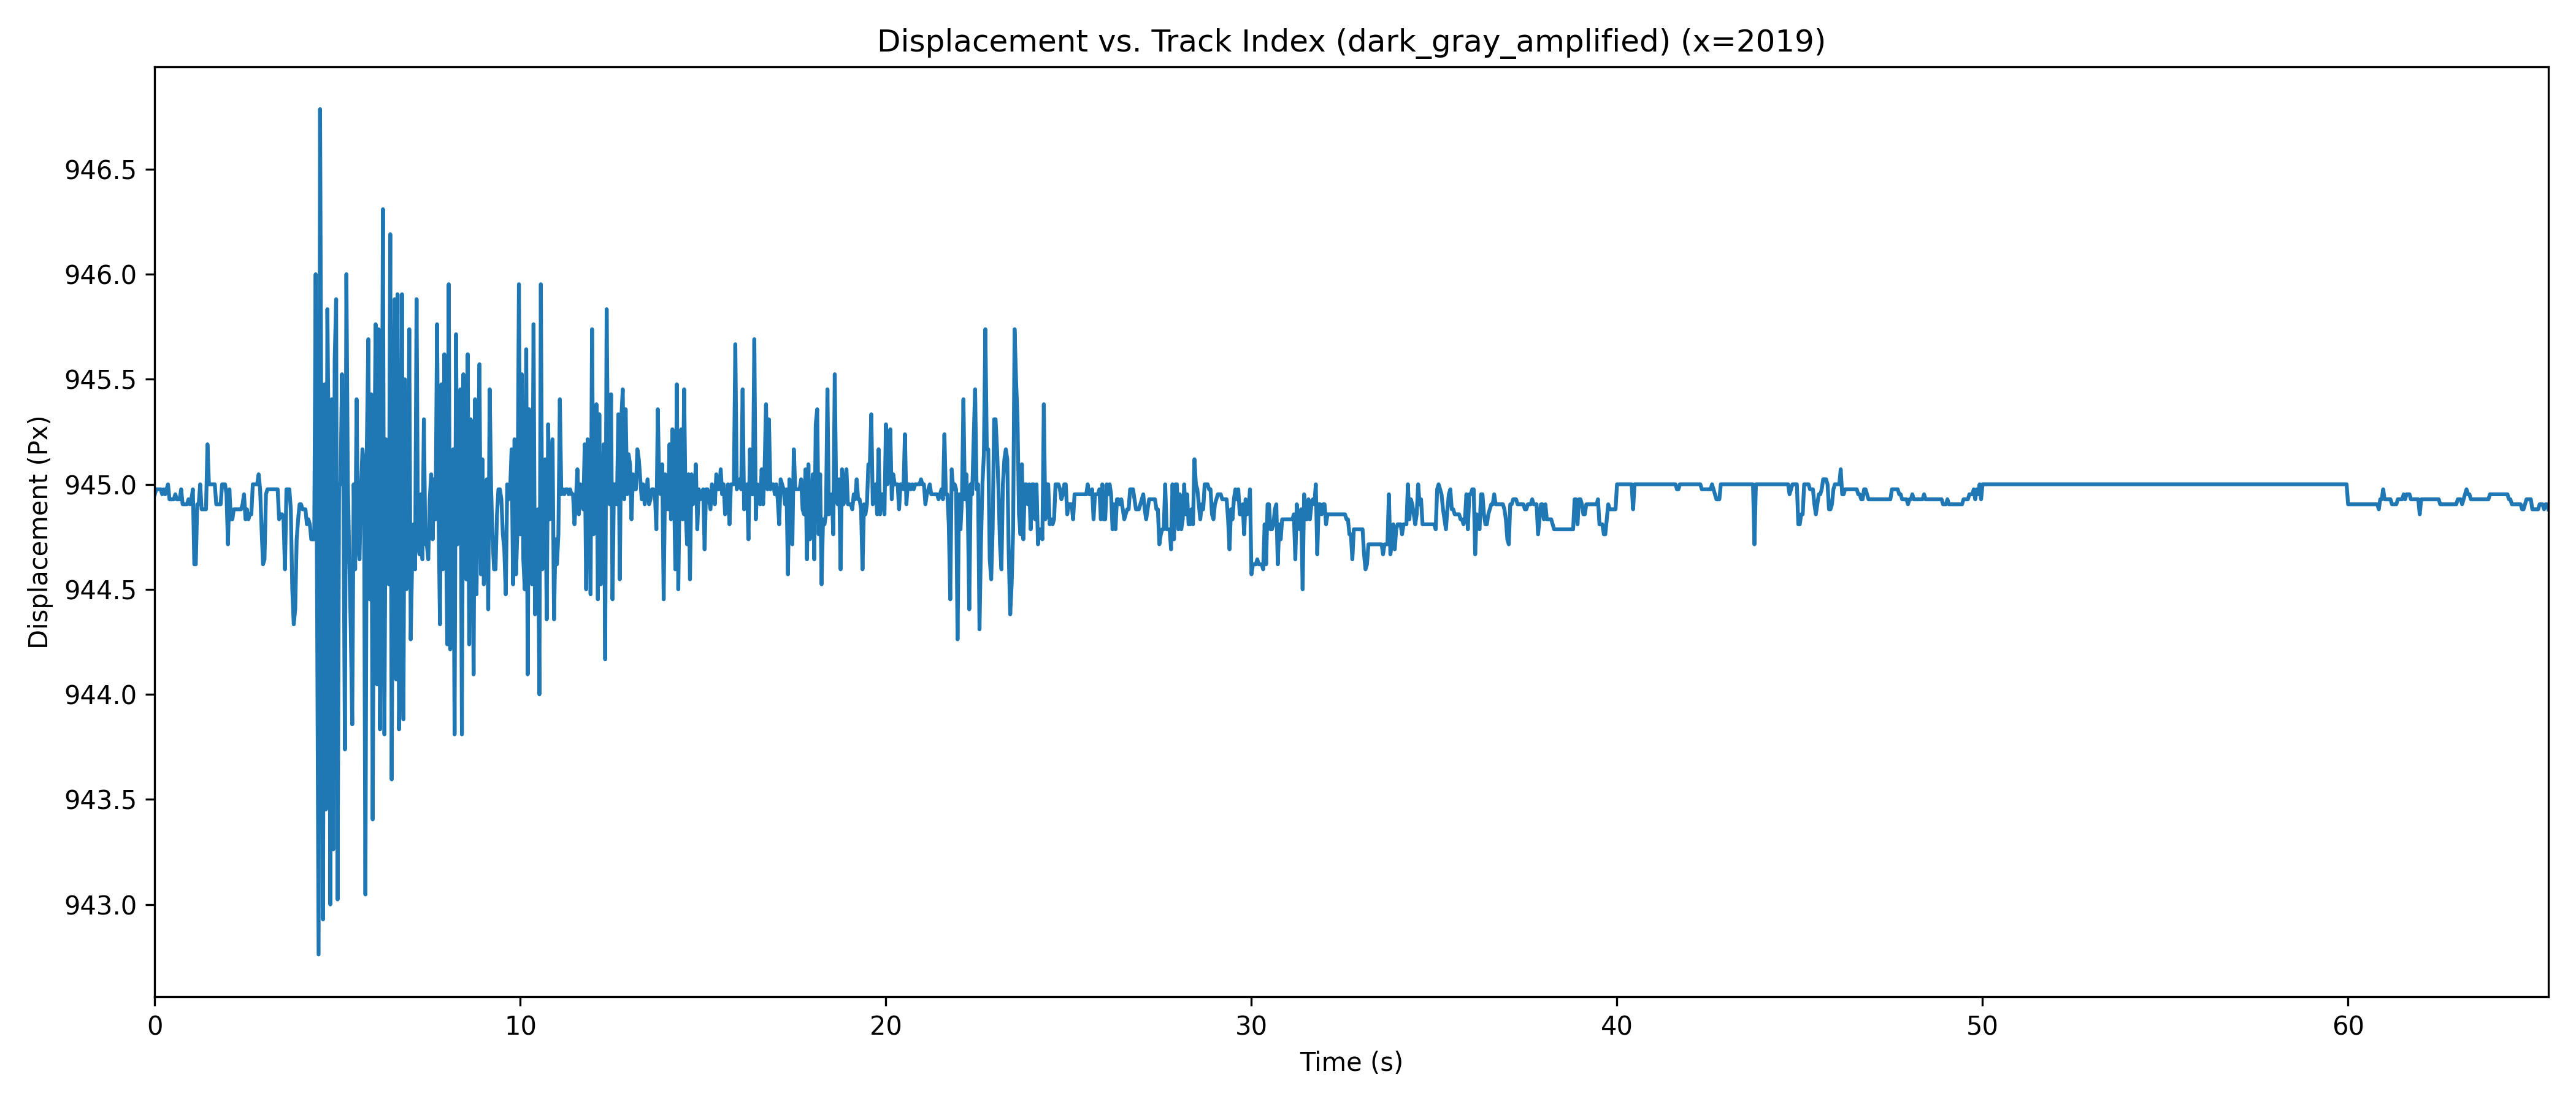 Displacement vs. Track Index (dark_gray_amplified) (x=2019)
Displacement (Px)
946.5
946.0
945.5
945.0
944.5
944.0
943.5
943.0
0 10 20 30 40 50 60
Time (s)